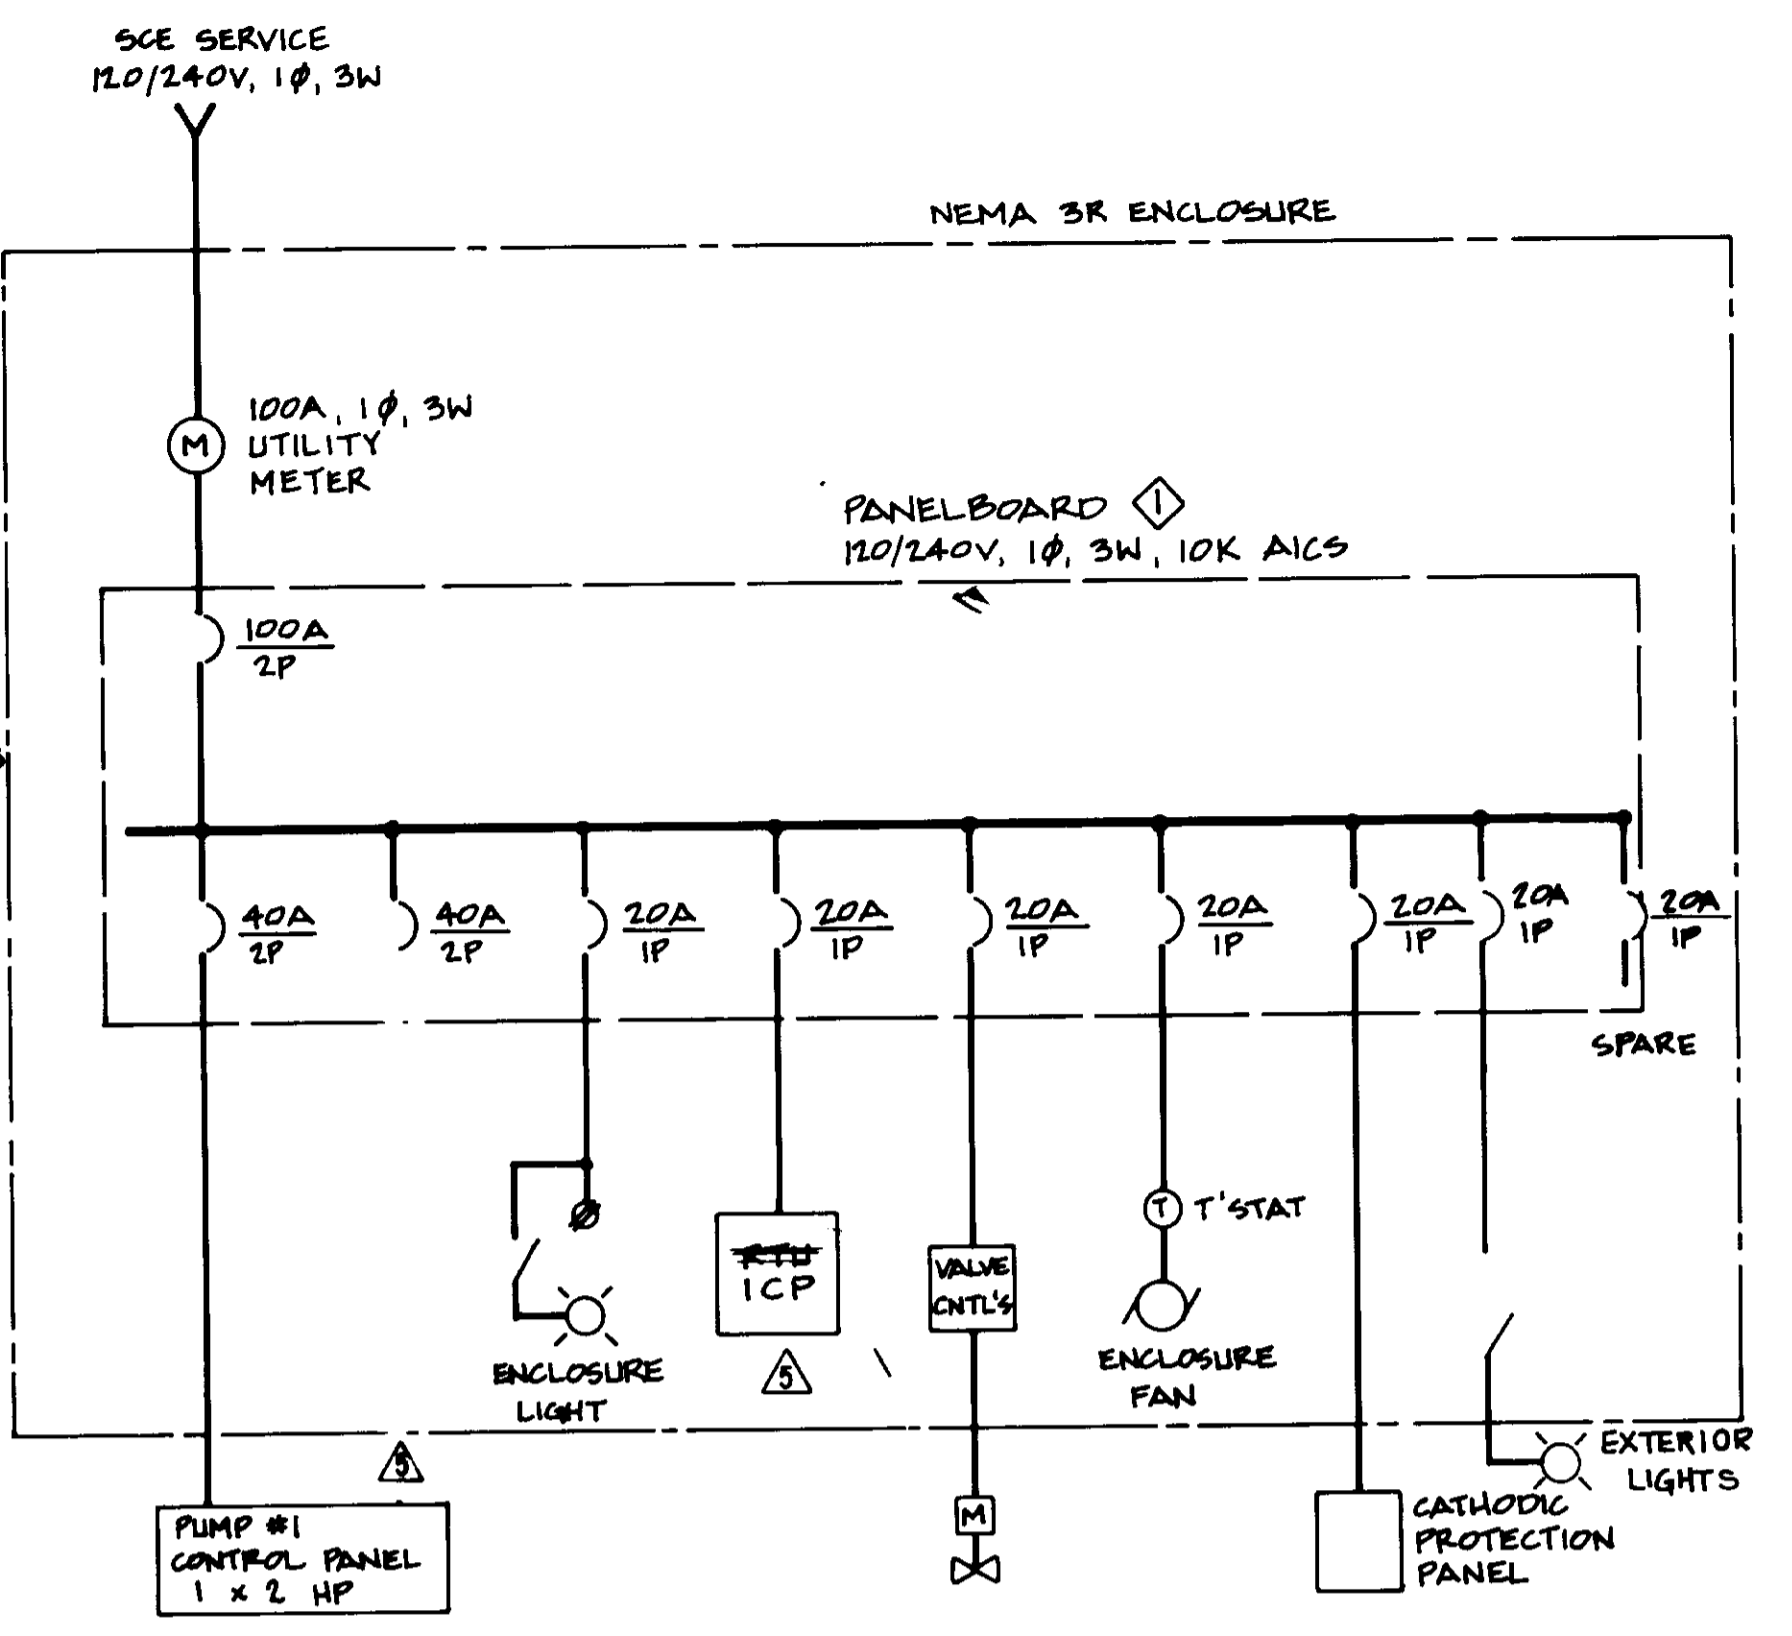 SCE SERVICE
120/240V, 1Ø, 3W
NEMA 3R ENCLOSURE
100A, 1Ø, 3W
UTILITY
METER
M
PANELBOARD 1
120/240V, 1Ø, 3W, 10K AICS
100A
2P
40A
2P
40A
2P
20A
1P
20A
1P
20A
1P
20A
1P
20A
1P
20A
1P
20A
1P
SPARE
T T'STAT
RTU
ICP
VALVE
CNTL'S
5
ENCLOSURE
LIGHT
ENCLOSURE
FAN
5
EXTERIOR
LIGHTS
PUMP #1
CONTROL PANEL
1 x 2 HP
M
CATHODIC
PROTECTION
PANEL